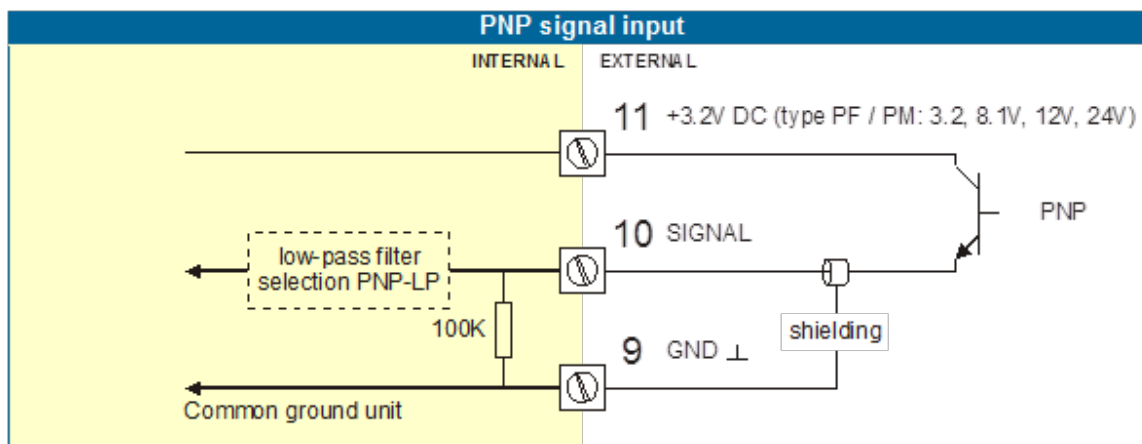 PNP signal input
INTERNAL
EXTERNAL
11 +3.2V DC (type PF / PM: 3.2, 8.1V, 12V, 24V)
PNP
10 SIGNAL
low-pass filter
selection PNP-LP
100K
shielding
9 GND ⊥
Common ground unit